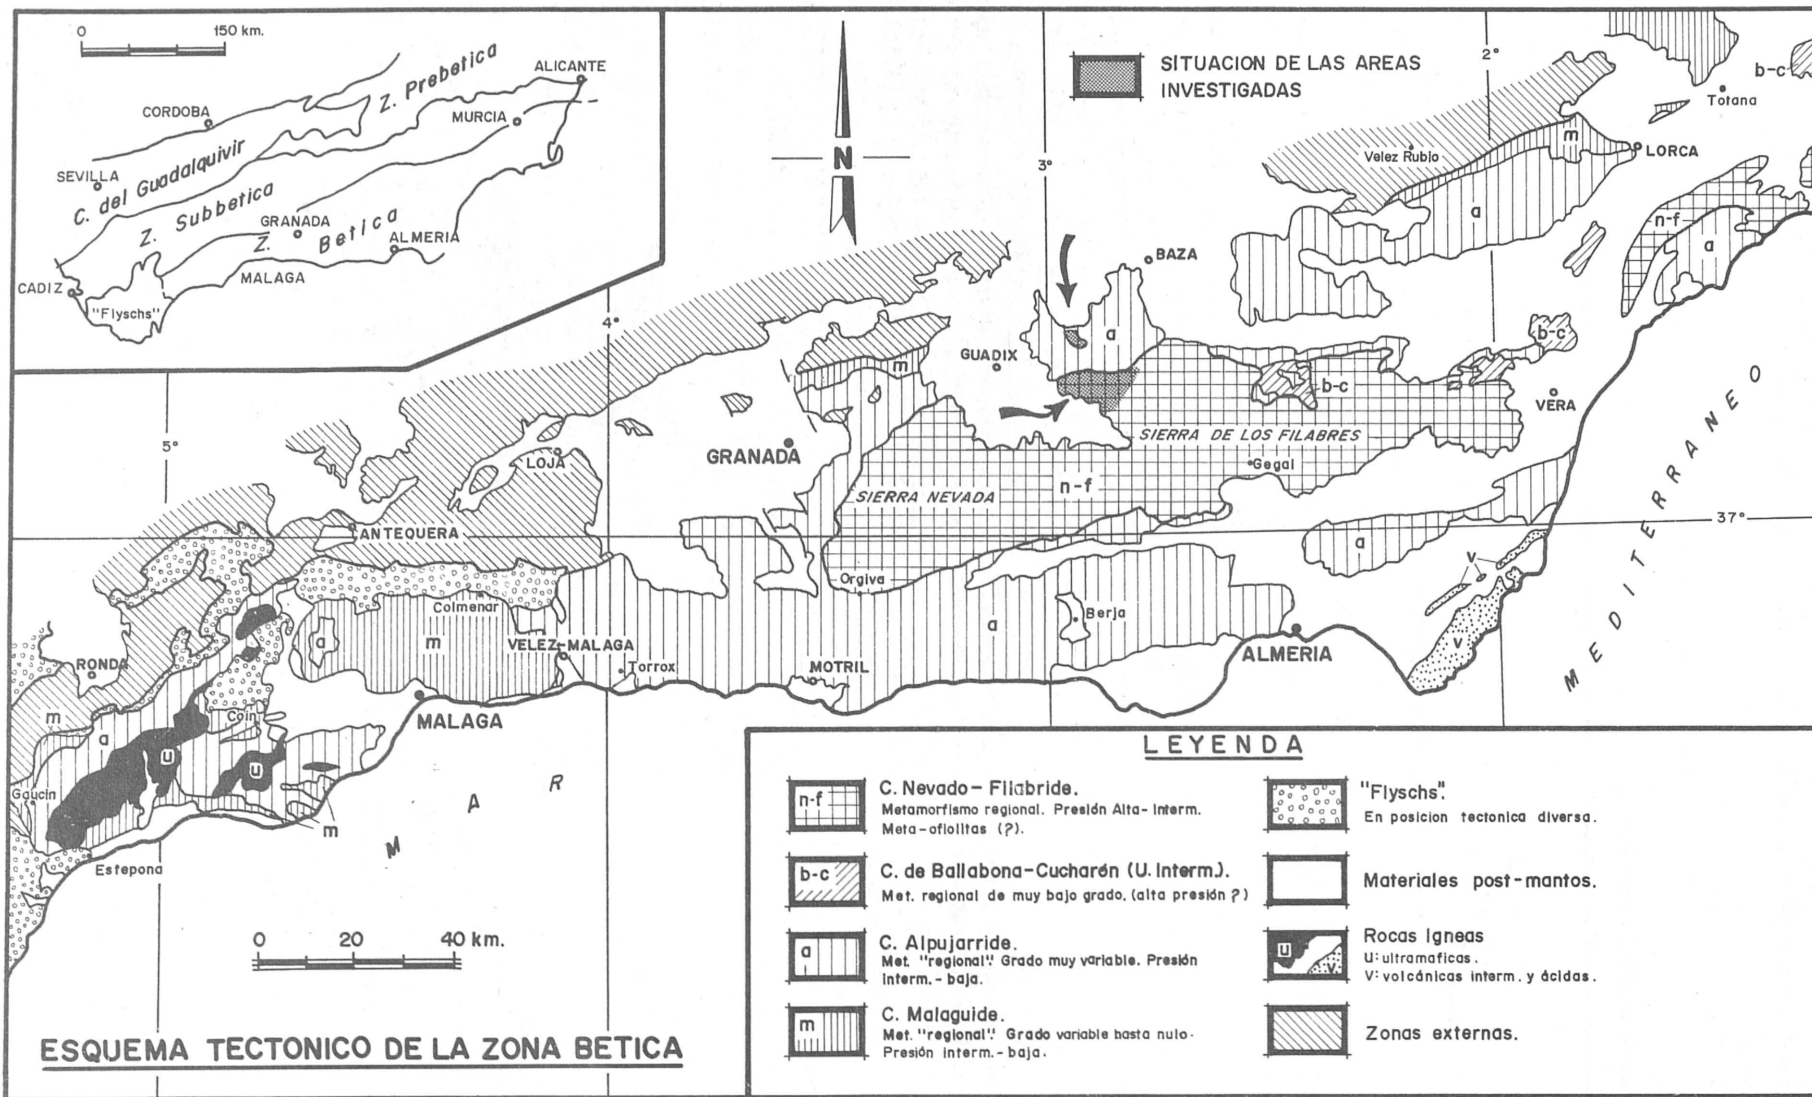 0 150 km.
Z. Prebetica
ALICANTE
CORDOBA
MURCIA
SEVILLA
C. del Guadalquivir
Z. Subbetica
GRANADA
Z. Betica
ALMERIA
CADIZ
MALAGA
"Flyschs"
N
SITUACION DE LAS AREAS
INVESTIGADAS
2°
b-c
Totana
m
Velez Rubio
LORCA
3°
a
n-f
a
BAZA
4°
a
b-c
GUADIX
m
b-c
VERA
a
5°
SIERRA DE LOS FILABRES
GRANADA
LOJA
Gegal
SIERRA NEVADA
n-f
ANTEQUERA
37°
a
v
Orgiva
Colmenar
Berja
a
a
m
VELEZ-MALAGA
ALMERIA
v
RONDA
Torrox
MOTRIL
MAR MEDITERRANEO
m
a
Coin
MALAGA
u
u
Gaucin
m
Estepona
0 20 40 km.
ESQUEMA TECTONICO DE LA ZONA BETICA
LEYENDA
n-f
C. Nevado-Filabride.
Metamorfismo regional. Presión Alta-Interm.
Meta-ofiolitas (?).
b-c
C. de Ballabona-Cucharón (U. Interm.).
Met. regional de muy bajo grado. (alta presión ?)
a
C. Alpujarride.
Met. "regional". Grado muy variable. Presión
Interm.-baja.
m
C. Malaguide.
Met. "regional". Grado variable hasta nulo.
Presión interm.-baja.
"Flyschs".
En posicion tectonica diversa.
Materiales post-mantos.
u
v
Rocas Igneas
U: ultramaficas.
V: volcánicas interm. y ácidas.
Zonas externas.